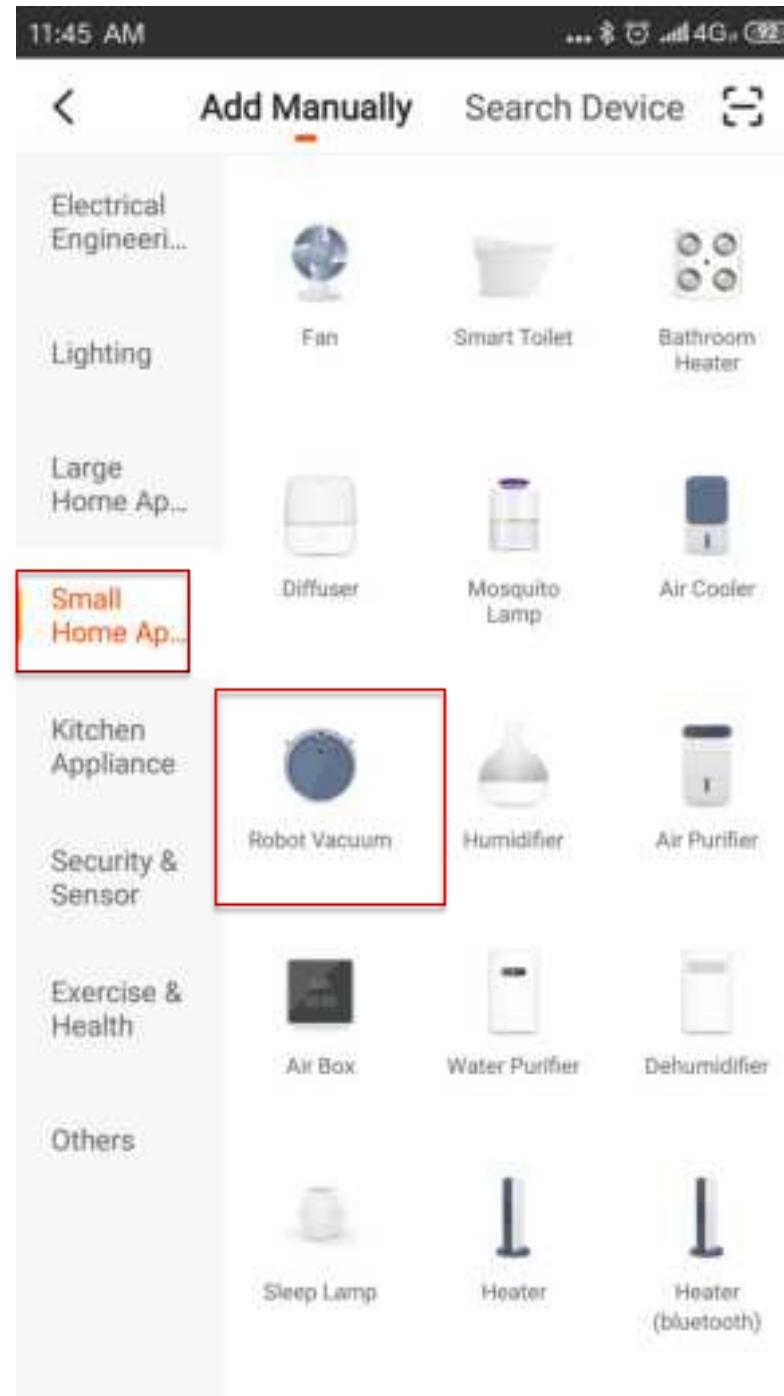 11:45 AM
... 4G 92
Add Manually
Search Device
Electrical
Engineeri...
Lighting
Large
Home Ap...
Small
Home Ap...
Kitchen
Appliance
Security &
Sensor
Exercise &
Health
Others
Fan
Smart Toilet
Bathroom
Heater
Diffuser
Mosquito
Lamp
Air Cooler
Robot Vacuum
Humidifier
Air Purifier
Air Box
Water Purifier
Dehumidifier
Sleep Lamp
Heater
Heater
(bluetooth)